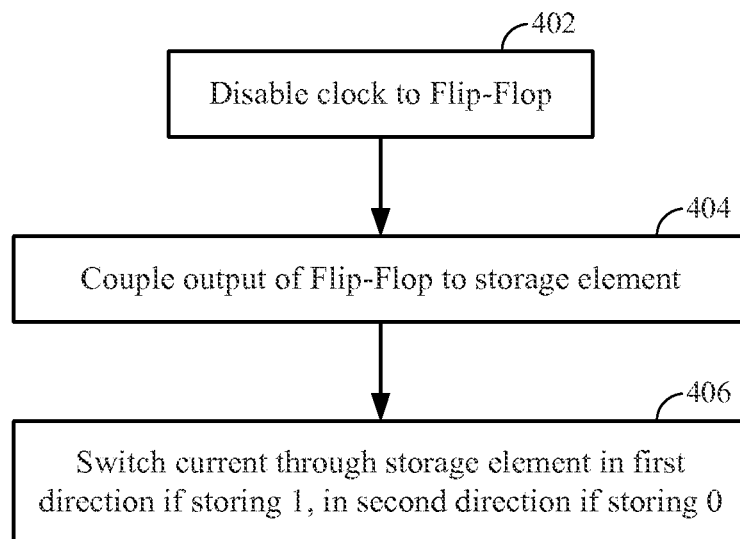 402
Disable clock to Flip-Flop
404
Couple output of Flip-Flop to storage element
406
Switch current through storage element in first
direction if storing 1, in second direction if storing 0